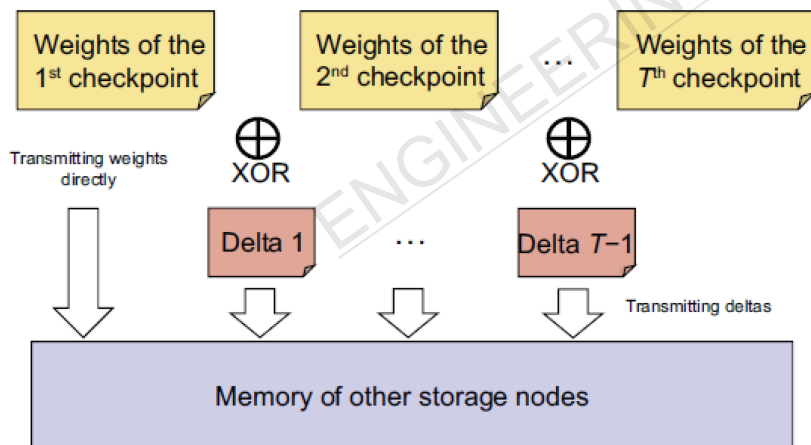 Weights of the
1st checkpoint
Weights of the
2nd checkpoint
...
Weights of the
Tth checkpoint
Transmitting weights
directly
XOR
XOR
Delta 1
...
Delta T−1
Transmitting deltas
Memory of other storage nodes
ENGINEERIN